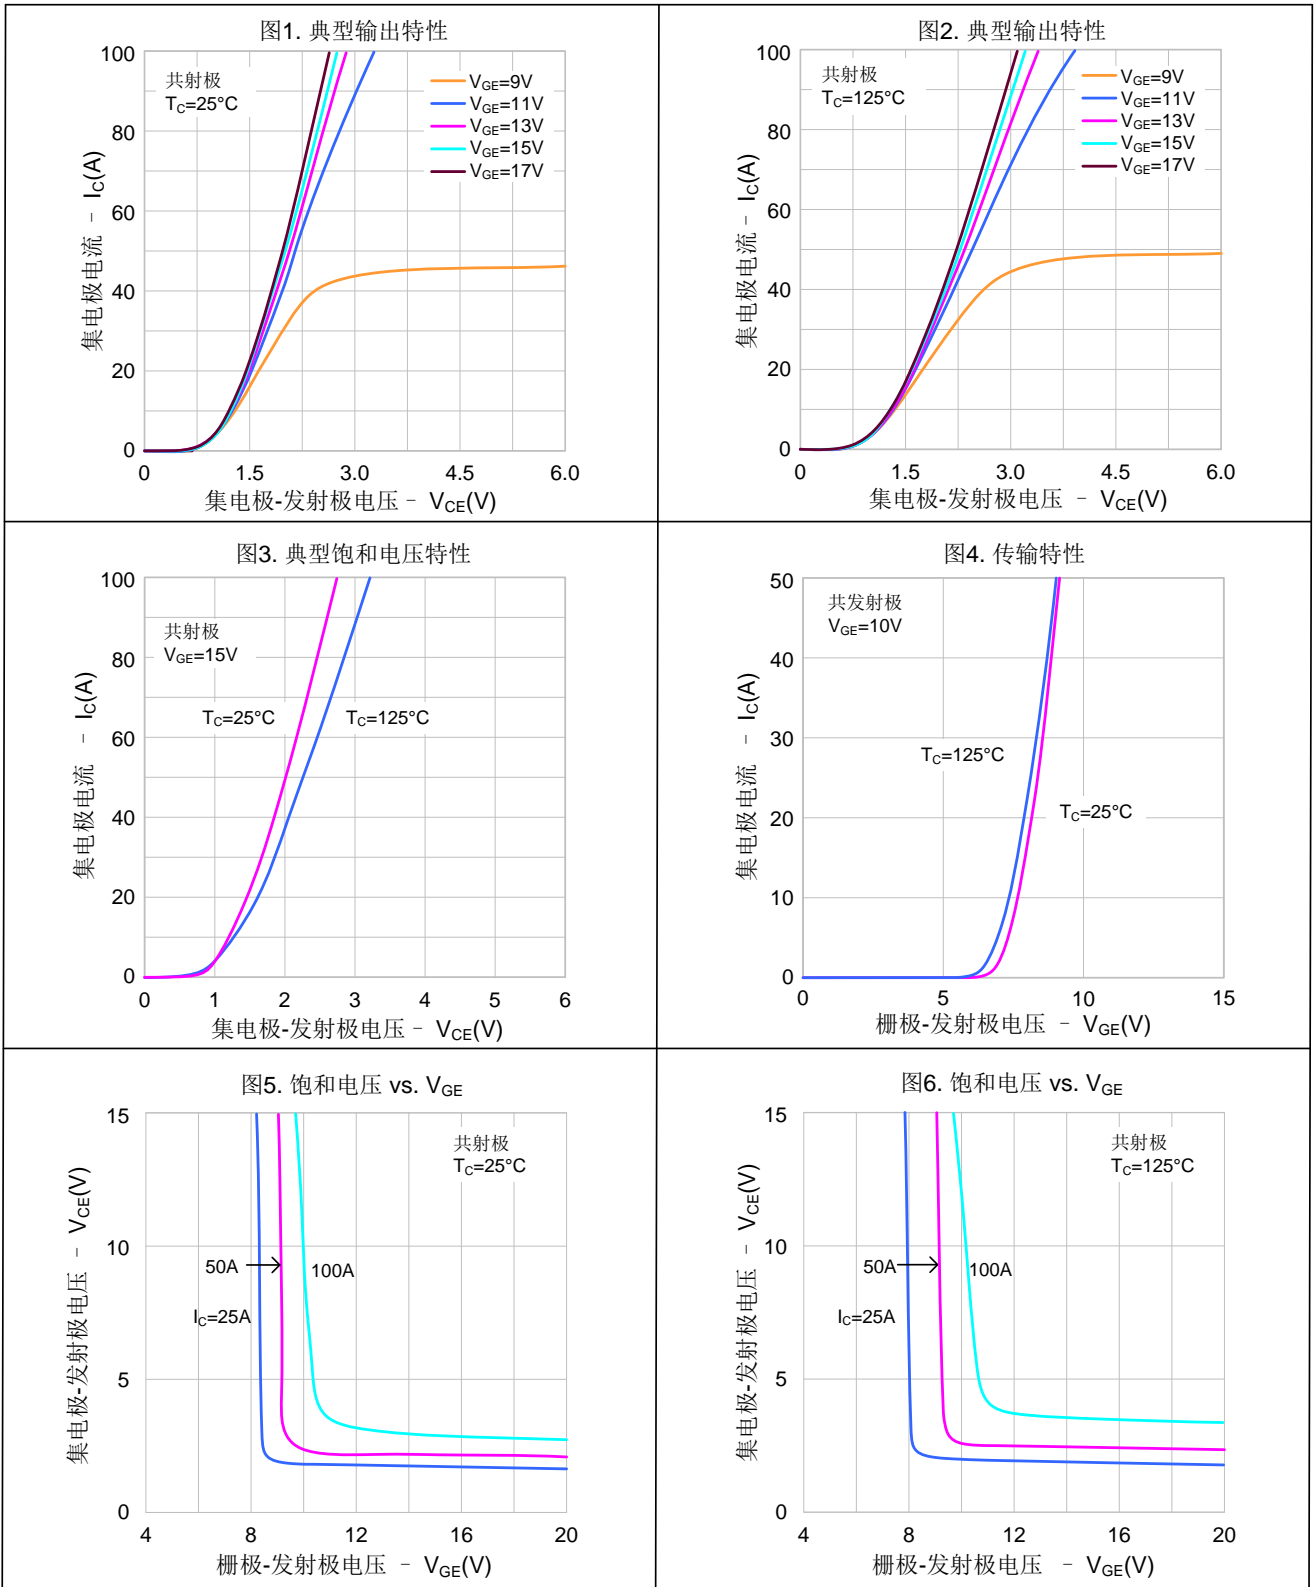 图1. 典型输出特性
100
80
60
40
20
0
集电极电流 - IC(A)
共射极
TC=25°C
VGE=9V
VGE=11V
VGE=13V
VGE=15V
VGE=17V
0 1.5 3.0 4.5 6.0
集电极-发射极电压 - VCE(V)
图2. 典型输出特性
100
80
60
40
20
0
集电极电流 - IC(A)
共射极
TC=125°C
VGE=9V
VGE=11V
VGE=13V
VGE=15V
VGE=17V
0 1.5 3.0 4.5 6.0
集电极-发射极电压 - VCE(V)
图3. 典型饱和电压特性
100
80
60
40
20
0
集电极电流 - IC(A)
共射极
VGE=15V
TC=25°C
TC=125°C
0 1 2 3 4 5 6
集电极-发射极电压 - VCE(V)
图4. 传输特性
50
40
30
20
10
0
集电极电流 - IC(A)
共发射极
VGE=10V
TC=125°C
TC=25°C
0 5 10 15
栅极-发射极电压 - VGE(V)
图5. 饱和电压 vs. VGE
15
10
5
0
集电极-发射极电压 - VCE(V)
共射极
TC=25°C
50A
100A
IC=25A
4 8 12 16 20
栅极-发射极电压 - VGE(V)
图6. 饱和电压 vs. VGE
15
10
5
0
集电极-发射极电压 - VCE(V)
共射极
TC=125°C
50A
100A
IC=25A
4 8 12 16 20
栅极-发射极电压 - VGE(V)